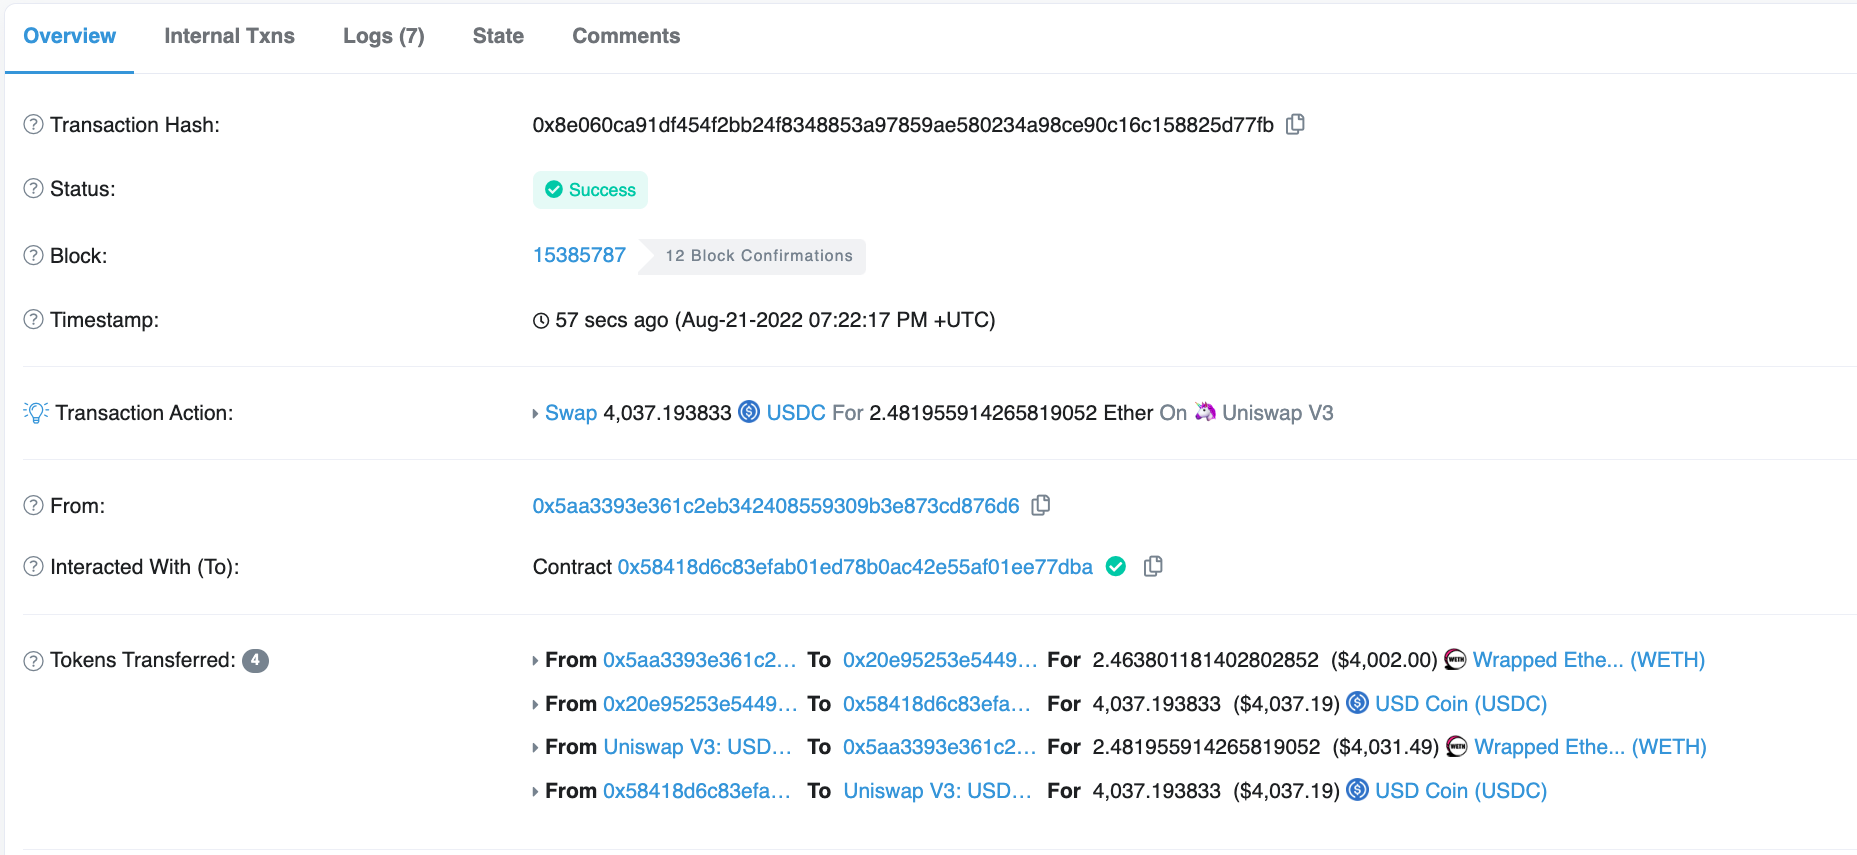 Overview Internal Txns Logs (7) State Comments
Transaction Hash: 0x8e060ca91df454f2bb24f8348853a97859ae580234a98ce90c16c158825d77fb
Status: Success
Block: 15385787 12 Block Confirmations
Timestamp: 57 secs ago (Aug-21-2022 07:22:17 PM +UTC)
Transaction Action: Swap 4,037.193833 USDC For 2.481955914265819052 Ether On Uniswap V3
From: 0x5aa3393e361c2eb342408559309b3e873cd876d6
Interacted With (To): Contract 0x58418d6c83efab01ed78b0ac42e55af01ee77dba
Tokens Transferred: 4 From 0x5aa3393e361c2... To 0x20e95253e5449... For 2.463801181402802852 ($4,002.00) WETH Wrapped Ethe... (WETH)
From 0x20e95253e5449... To 0x58418d6c83efa... For 4,037.193833 ($4,037.19) USD Coin (USDC)
From Uniswap V3: USD... To 0x5aa3393e361c2... For 2.481955914265819052 ($4,031.49) WETH Wrapped Ethe... (WETH)
From 0x58418d6c83efa... To Uniswap V3: USD... For 4,037.193833 ($4,037.19) USD Coin (USDC)